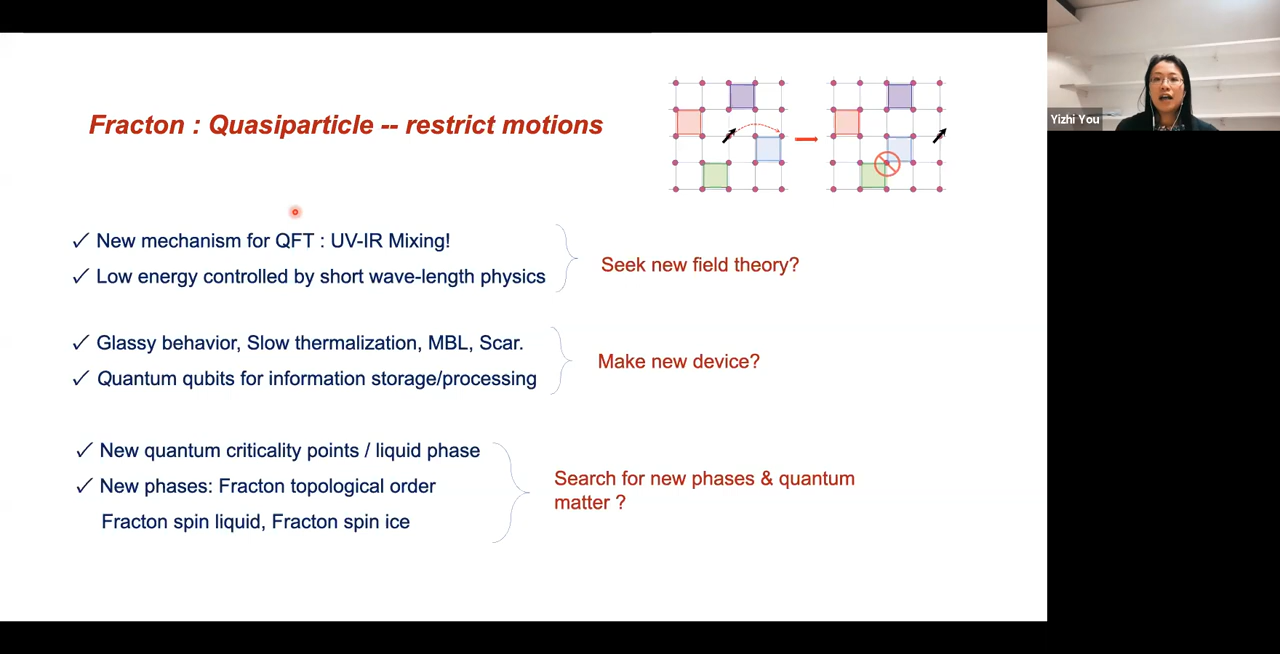 Fracton : Quasiparticle -- restrict motions
✓ New mechanism for QFT : UV-IR Mixing!
✓ Low energy controlled by short wave-length physics
Seek new field theory?
✓ Glassy behavior, Slow thermalization, MBL, Scar.
✓ Quantum qubits for information storage/processing
Make new device?
✓ New quantum criticality points / liquid phase
✓ New phases: Fracton topological order
Fracton spin liquid, Fracton spin ice
Search for new phases & quantum
matter ?
Yizhi You